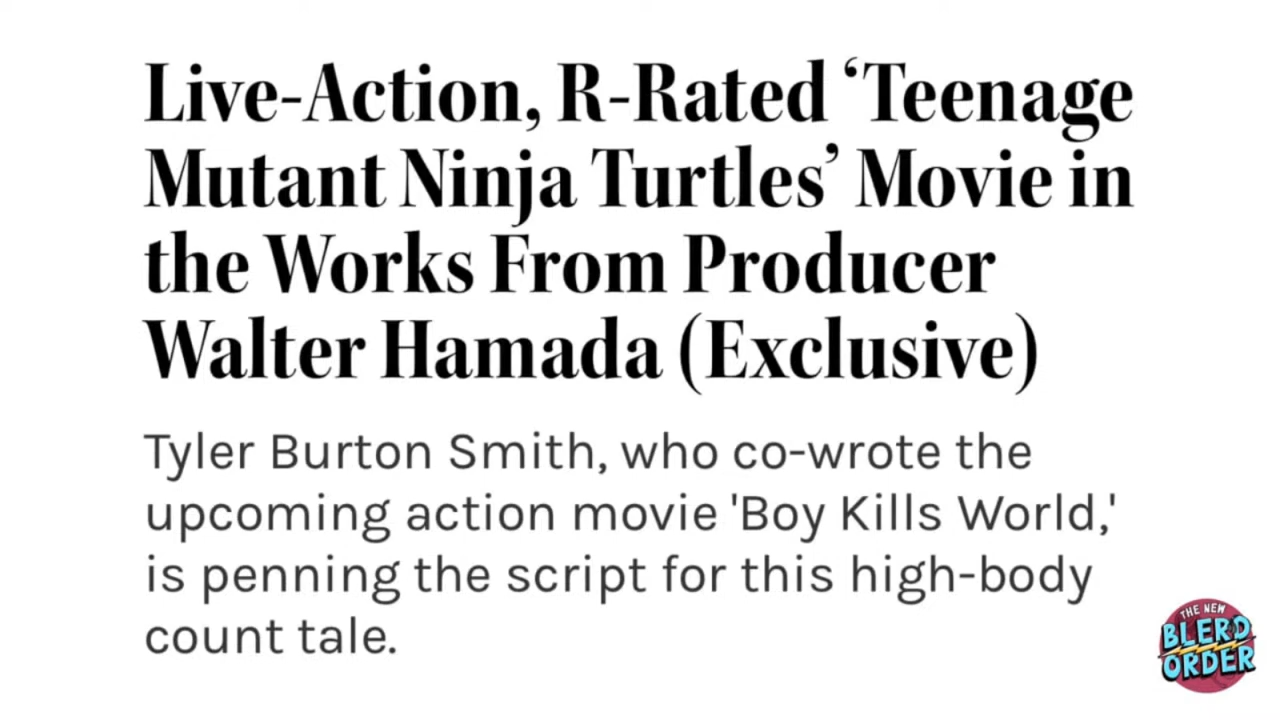 Live-Action, R-Rated ‘Teenage
Mutant Ninja Turtles’ Movie in
the Works From Producer
Walter Hamada (Exclusive)
Tyler Burton Smith, who co-wrote the
upcoming action movie 'Boy Kills World,'
is penning the script for this high-body
count tale.
THE NEW
BLERD
ORDER